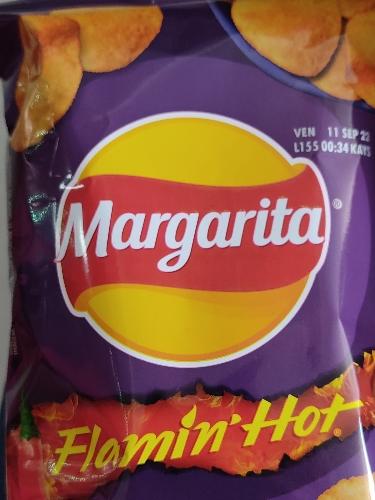 VEN 11 SEP 22
L155 00:34 KAYS
Margarita®
Flamin' Hot